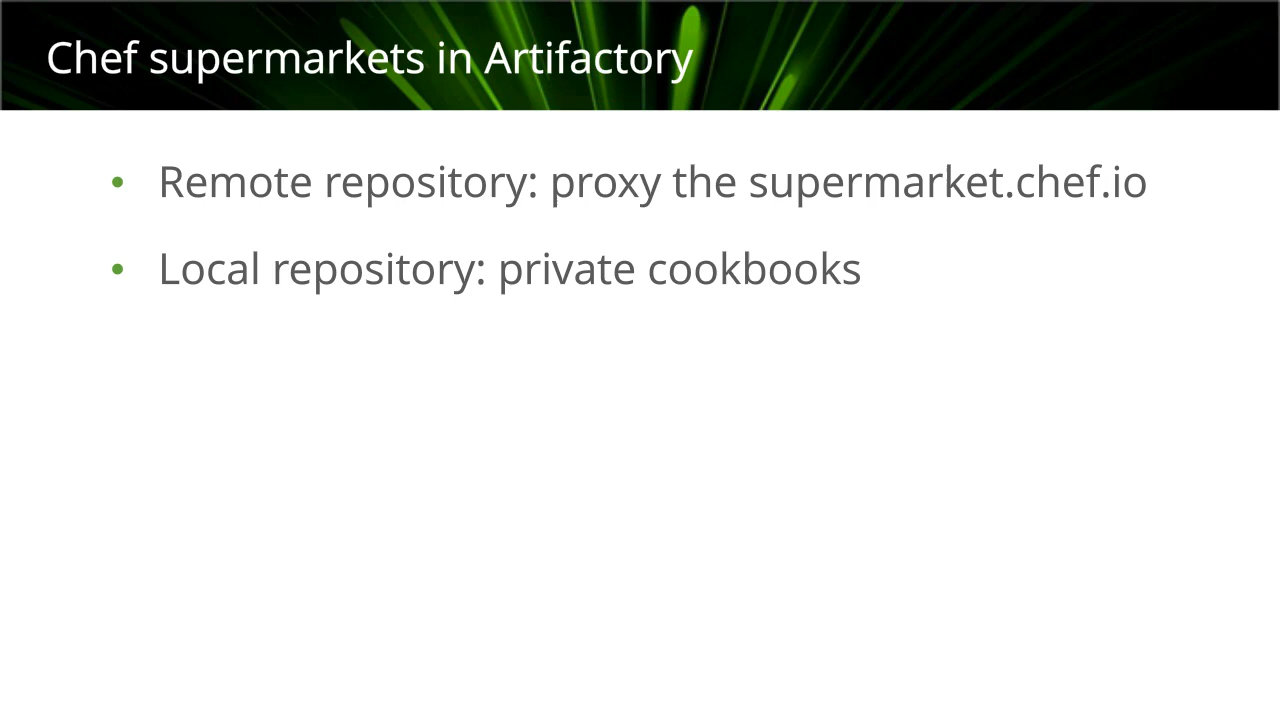 Chef supermarkets in Artifactory
• Remote repository: proxy the supermarket.chef.io
• Local repository: private cookbooks